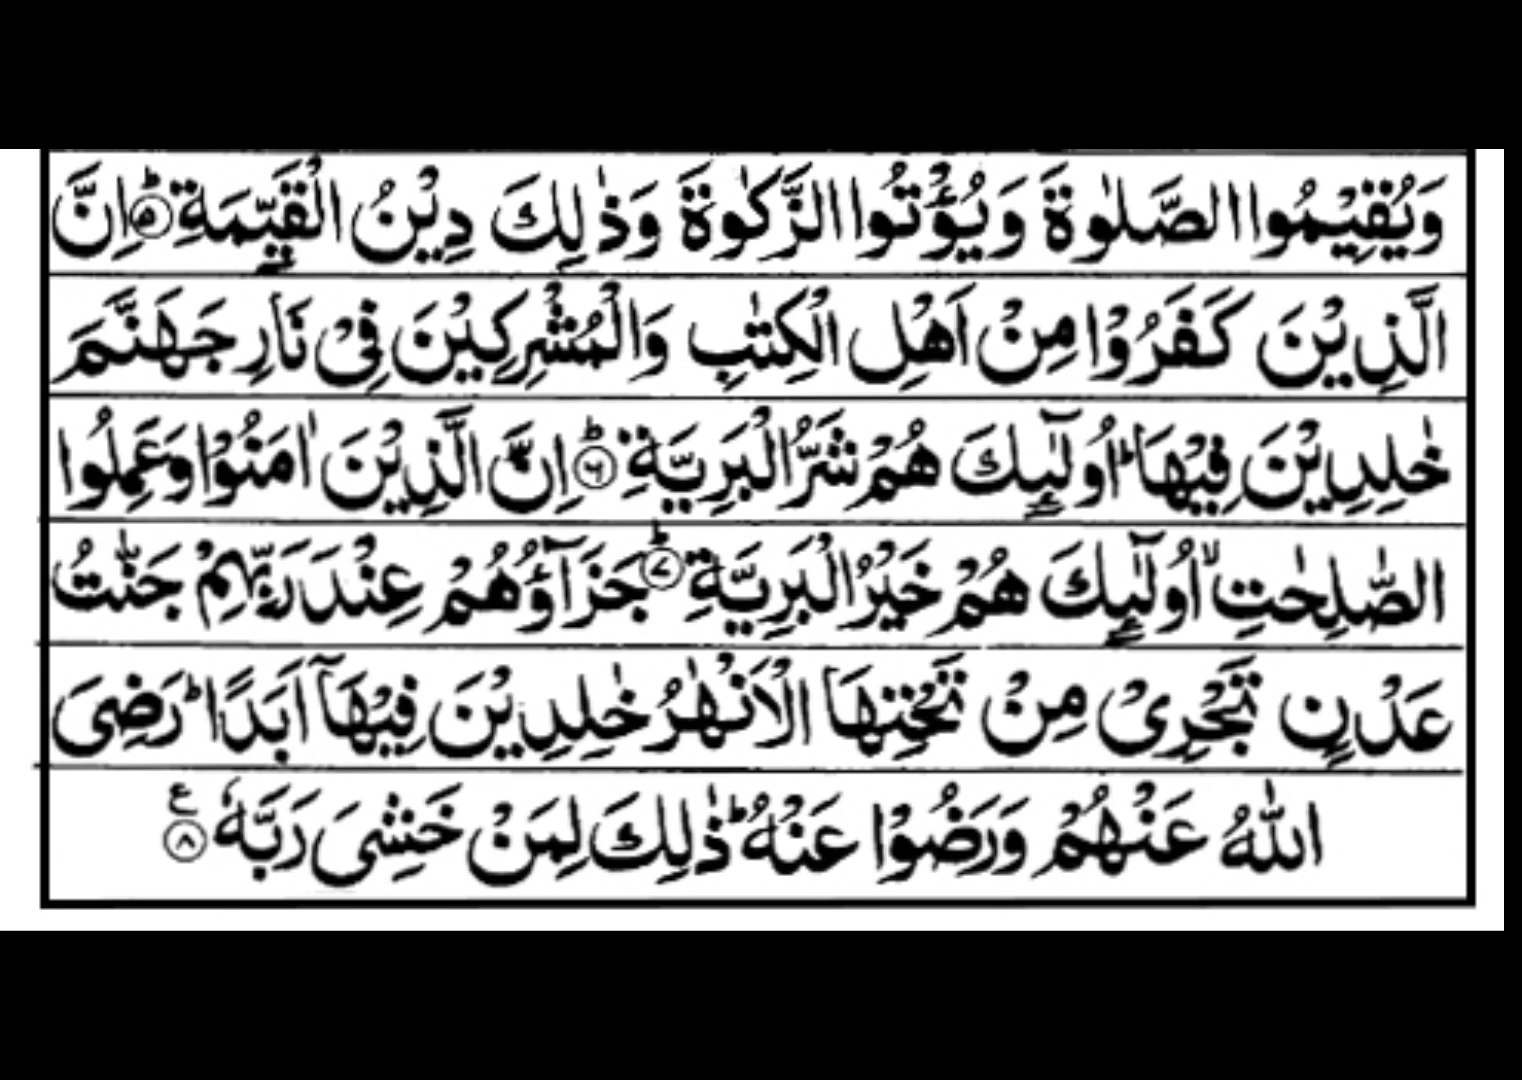 وَيُقِيْمُوا الصَّلٰوةَ وَيُؤْتُوا الزَّكٰوةَ وَذٰلِكَ دِيْنُ الْقَيِّمَةِ ؕ۝۵ اِنَّ
الَّذِيْنَ كَفَرُوْا مِنْ اَهْلِ الْكِتٰبِ وَالْمُشْرِكِيْنَ فِىْ نَارِ جَهَنَّمَ
خٰلِدِيْنَ فِيْهَا ؕ اُولٰٓئِكَ هُمْ شَرُّ الْبَرِيَّةِ ؕ۝۶ اِنَّ الَّذِيْنَ اٰمَنُوْا وَعَمِلُوا
الصّٰلِحٰتِ ۙ اُولٰٓئِكَ هُمْ خَيْرُ الْبَرِيَّةِ ؕ۝۷ جَزَآؤُهُمْ عِنْدَ رَبِّهِمْ جَنّٰتُ
عَدْنٍ تَجْرِىْ مِنْ تَحْتِهَا الْاَنْهٰرُ خٰلِدِيْنَ فِيْهَآ اَبَدًا ؕ رَضِىَ
اللّٰهُ عَنْهُمْ وَرَضُوْا عَنْهُ ؕ ذٰلِكَ لِمَنْ خَشِىَ رَبَّهٗ ۝۸ ع